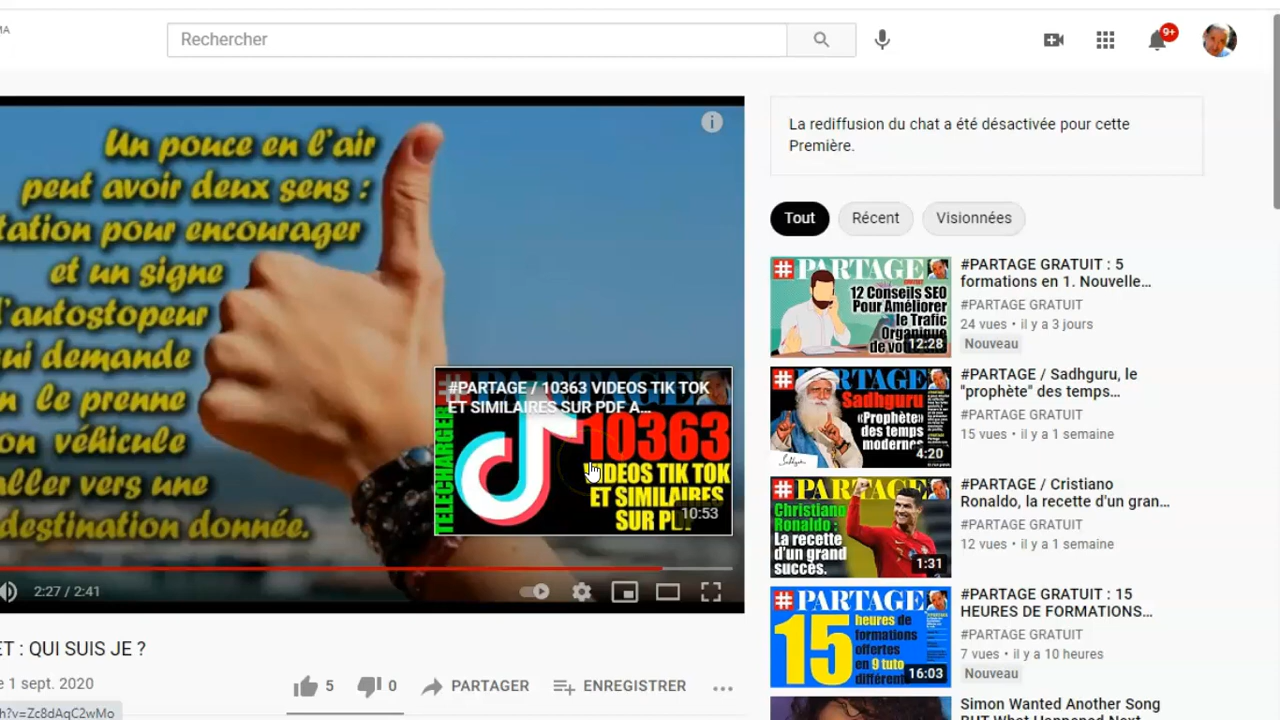 MA
Rechercher
9+
Un pouce en l'air
peut avoir deux sens :
tation pour encourager
et un signe
l'autostopeur
ui demande
n le prenne
on véhicule
aller vers une
destination donnée.
#PARTAGE / 10363 VIDEOS TIK TOK
ET SIMILAIRES SUR PDF A...
TELECHARGER
10363
VIDEOS TIK TOK
ET SIMILAIRES
SUR PDF
10:53
2:27 / 2:41
ET : QUI SUIS JE ?
e 1 sept. 2020
5
0
PARTAGER
ENREGISTRER
h?v=Zc8dAqC2wMo
La rediffusion du chat a été désactivée pour cette
Première.
Tout
Récent
Visionnées
#PARTAGE
12 Conseils SEO
Pour Améliorer
le Trafic
Organique
de vot
12:28
#PARTAGE GRATUIT : 5
formations en 1. Nouvelle...
#PARTAGE GRATUIT
24 vues • il y a 3 jours
Nouveau
#PARTAGE
Sadhguru
«Prophète»
des temps
modernes
4:20
#PARTAGE / Sadhguru, le
"prophète" des temps...
#PARTAGE GRATUIT
15 vues • il y a 1 semaine
#PARTAGE
Christiano
Ronaldo :
La recette
d'un grand
succès.
1:31
#PARTAGE / Cristiano
Ronaldo, la recette d'un gran...
#PARTAGE GRATUIT
12 vues • il y a 1 semaine
#PARTAGE
15
heures de
formations
offertes
en 9 tuto
différent
16:03
#PARTAGE GRATUIT : 15
HEURES DE FORMATIONS...
#PARTAGE GRATUIT
7 vues • il y a 10 heures
Nouveau
Simon Wanted Another Song
BUT What Happened Next